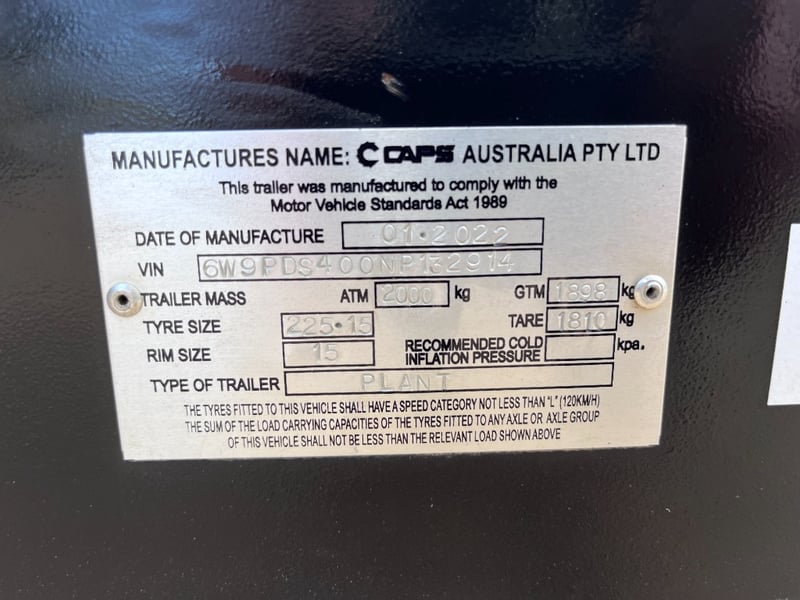 MANUFACTURES NAME: CAPS AUSTRALIA PTY LTD
This trailer was manufactured to comply with the
Motor Vehicle Standards Act 1989
DATE OF MANUFACTURE 01•2022
VIN 6W9PDS400NP132914
TRAILER MASS ATM 2000 kg GTM 1898 kg
TYRE SIZE 225•15 TARE 1810 kg
RIM SIZE 15 RECOMMENDED COLD INFLATION PRESSURE kpa.
TYPE OF TRAILER PLANT
THE TYRES FITTED TO THIS VEHICLE SHALL HAVE A SPEED CATEGORY NOT LESS THAN "L" (120KM/H)
THE SUM OF THE LOAD CARRYING CAPACITIES OF THE TYRES FITTED TO ANY AXLE OR AXLE GROUP
OF THIS VEHICLE SHALL NOT BE LESS THAN THE RELEVANT LOAD SHOWN ABOVE